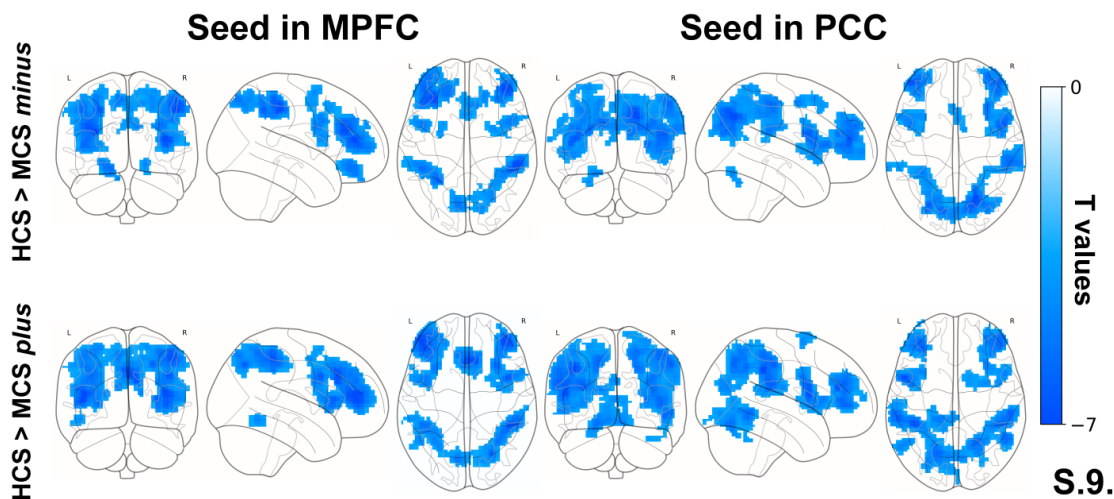 Seed in MPFC
Seed in PCC
HCS > MCS minus
L
R
L
R
L
R
L
R
0
T values
-7
HCS > MCS plus
L
R
L
R
L
R
L
R
S.9.